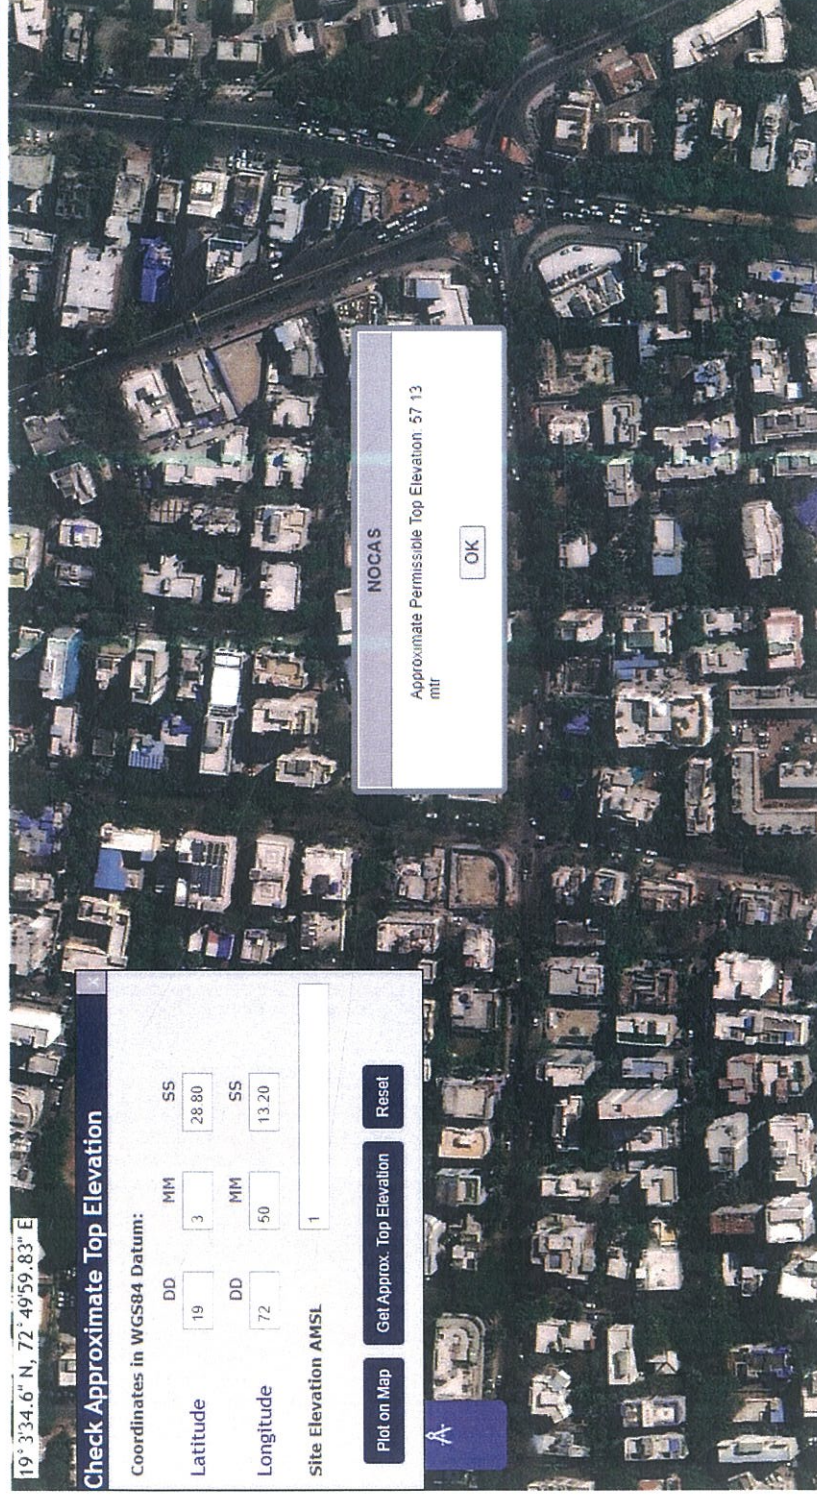 19° 3'34.6" N, 72° 49'59.83" E
Check Approximate Top Elevation
x
Coordinates in WGS84 Datum:
DD MM SS
Latitude 19 3 28.80
DD MM SS
Longitude 72 50 13.20
Site Elevation AMSL 1
Plot on Map Get Approx. Top Elevation Reset
NOCAS
Approximate Permissible Top Elevation: 57 13
mtr
OK